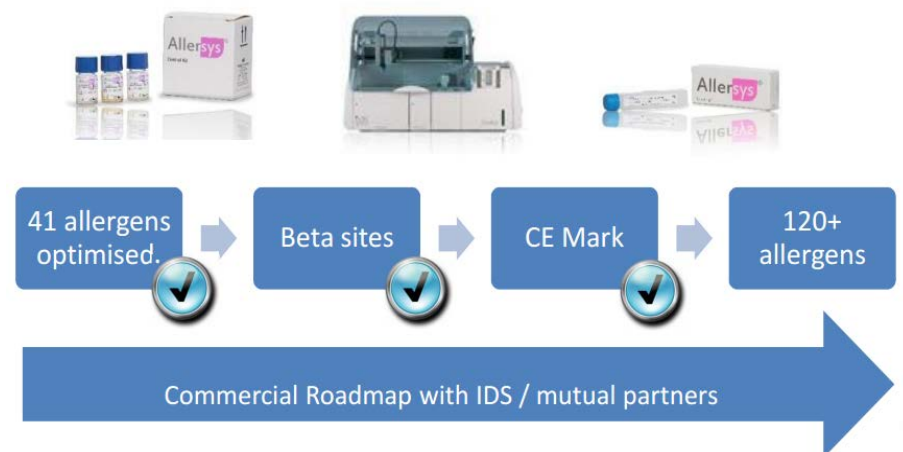 Allersys
Allersys
41 allergens
optimised.
Beta sites
CE Mark
120+
allergens
Commercial Roadmap with IDS / mutual partners